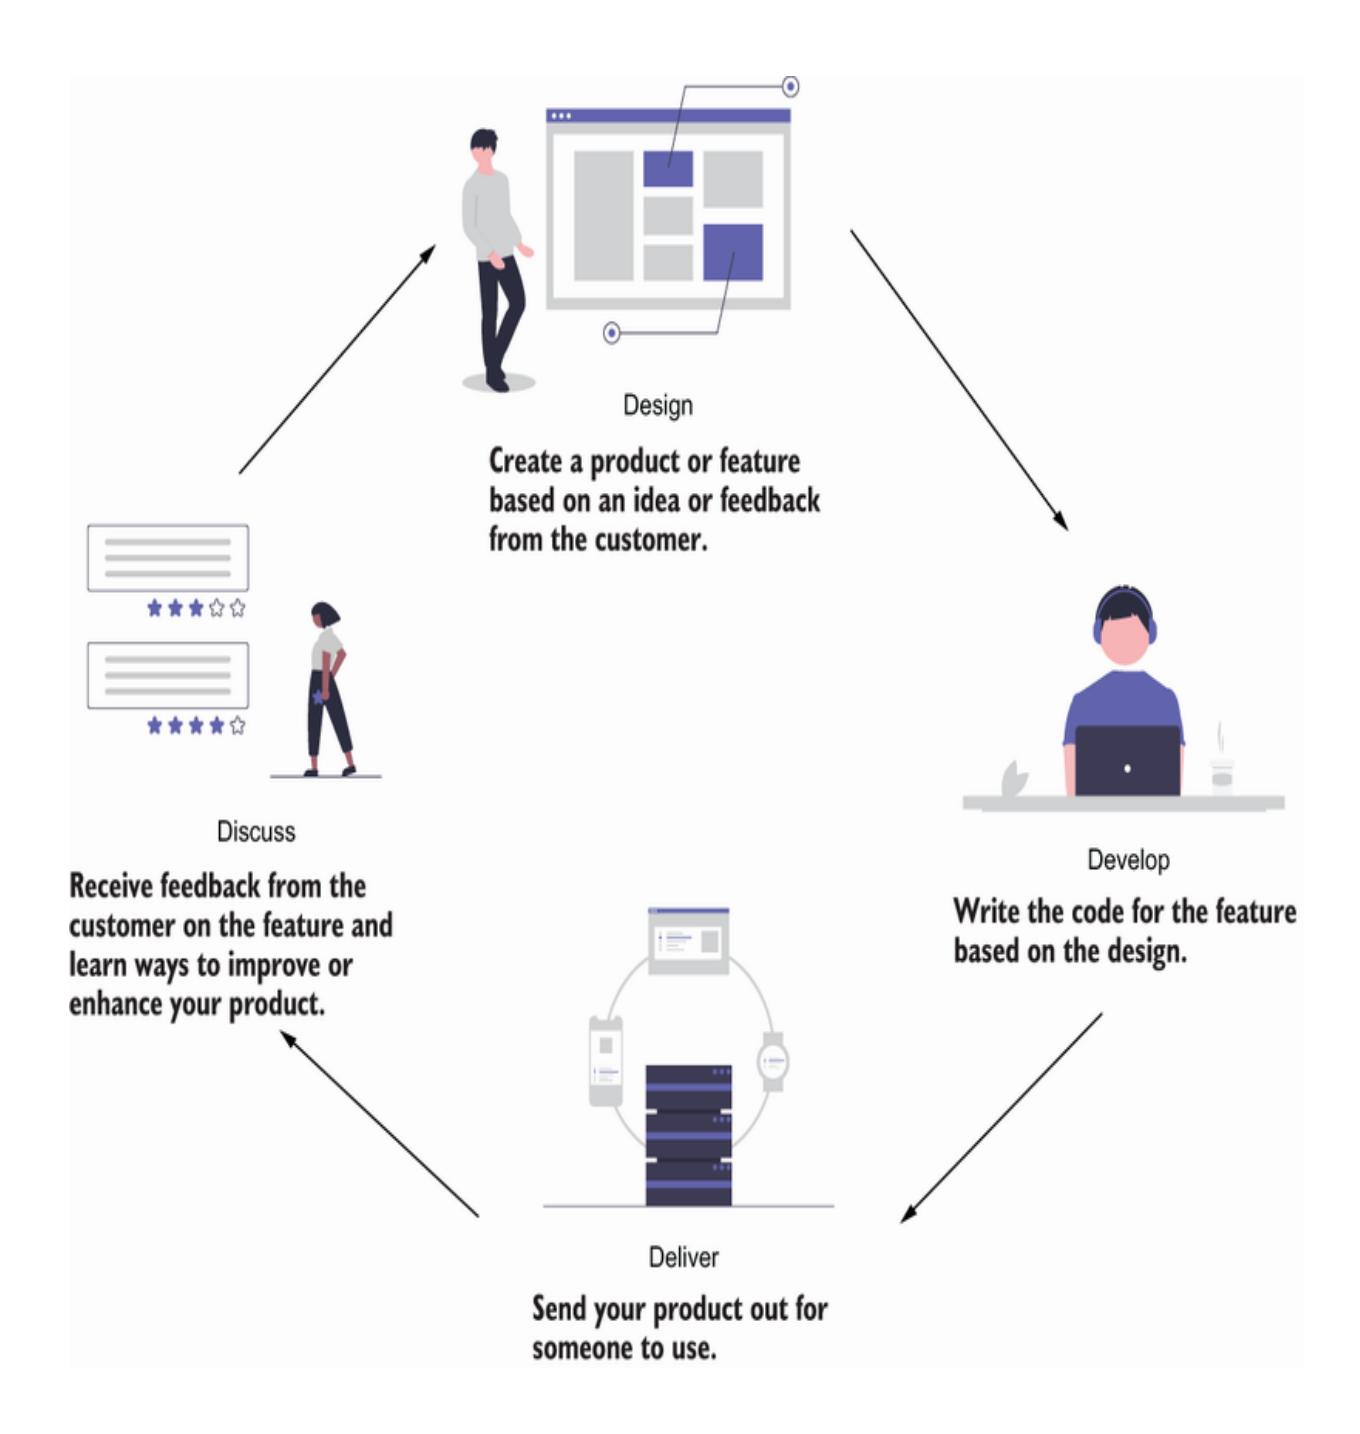 Design
Create a product or feature
based on an idea or feedback
from the customer.
Develop
Write the code for the feature
based on the design.
Deliver
Send your product out for
someone to use.
Discuss
Receive feedback from the
customer on the feature and
learn ways to improve or
enhance your product.